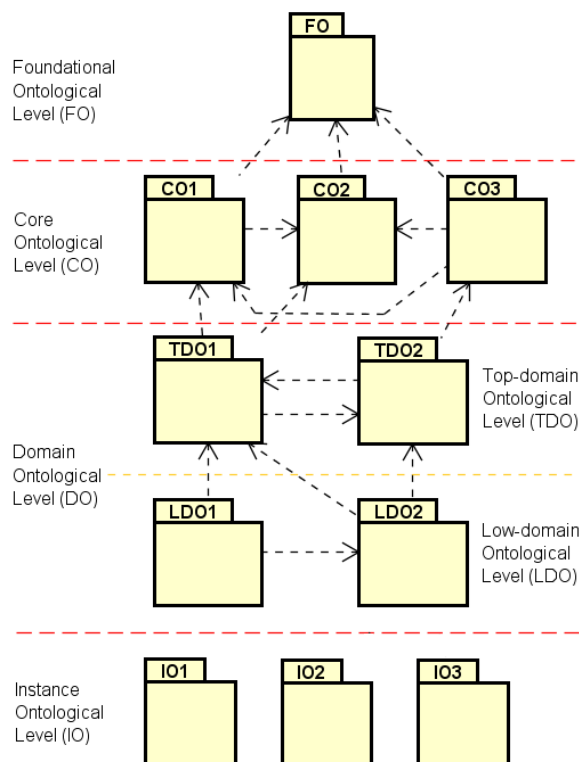 FO
Foundational
Ontological
Level (FO)
CO1
CO2
CO3
Core
Ontological
Level (CO)
TDO1
TDO2
Top-domain
Ontological
Level (TDO)
Domain
Ontological
Level (DO)
LDO1
LDO2
Low-domain
Ontological
Level (LDO)
IO1
IO2
IO3
Instance
Ontological
Level (IO)